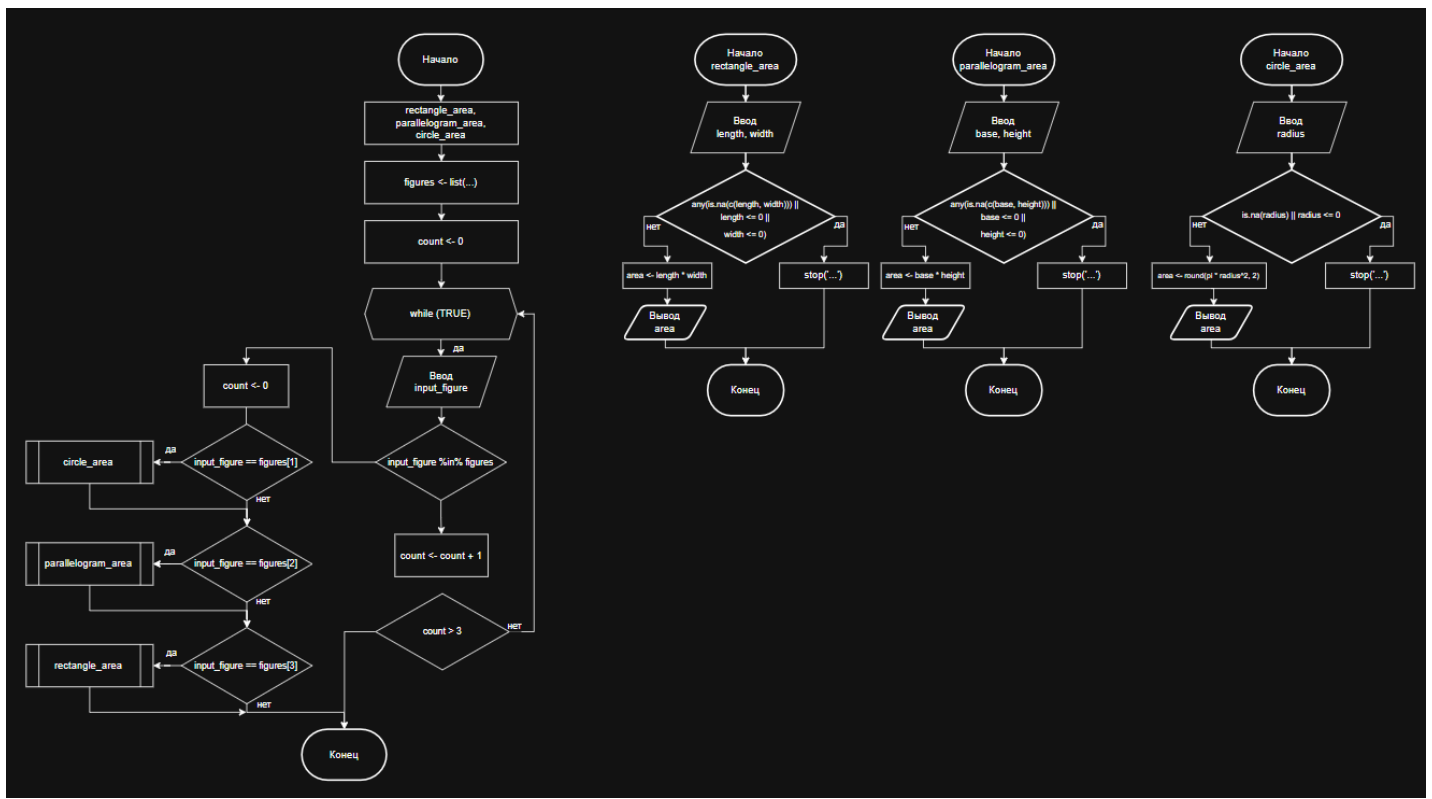 Начало
rectangle_area,
parallelogram_area,
circle_area
figures <- list(...)
count <- 0
while (TRUE)
да
Ввод
input_figure
input_figure %in% figures
count <- count + 1
count > 3
нет
count <- 0
input_figure == figures[1]
да
circle_area
нет
input_figure == figures[2]
да
parallelogram_area
нет
input_figure == figures[3]
да
rectangle_area
нет
Конец
Начало
rectangle_area
Ввод
length, width
any(is.na(c(length, width))) ||
length <= 0 ||
width <= 0)
нет
да
area <- length * width
stop('...')
Вывод
area
Конец
Начало
parallelogram_area
Ввод
base, height
any(is.na(c(base, height))) ||
base <= 0 ||
height <= 0)
нет
да
area <- base * height
stop('...')
Вывод
area
Конец
Начало
circle_area
Ввод
radius
is.na(radius) || radius <= 0
нет
да
area <- round(pi * radius^2, 2)
stop('...')
Вывод
area
Конец